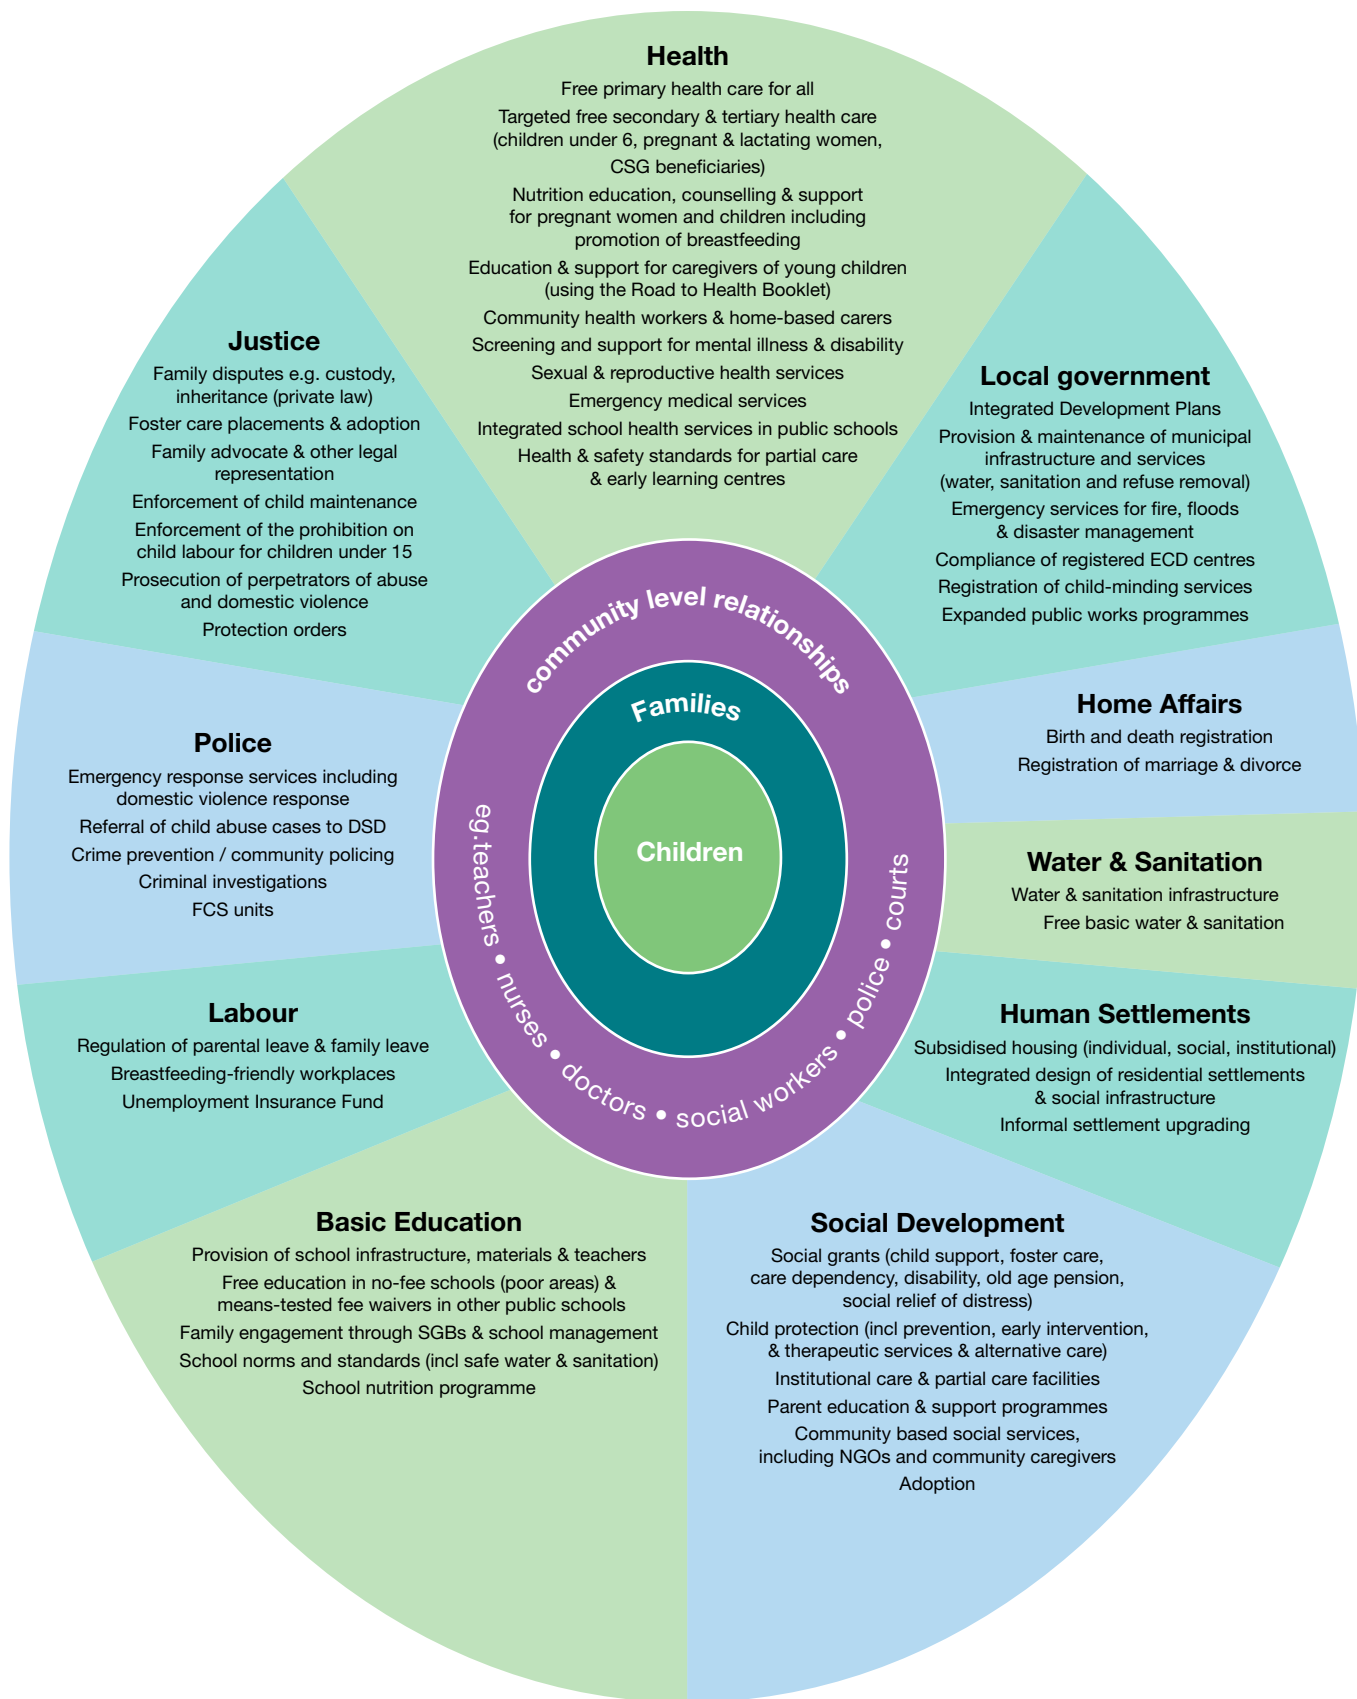 Health
Free primary health care for all
Targeted free secondary & tertiary health care
(children under 6, pregnant & lactating women,
CSG beneficiaries)
Nutrition education, counselling & support
for pregnant women and children including
promotion of breastfeeding
Education & support for caregivers of young children
(using the Road to Health Booklet)
Community health workers & home-based carers
Screening and support for mental illness & disability
Sexual & reproductive health services
Emergency medical services
Integrated school health services in public schools
Health & safety standards for partial care
& early learning centres
Local government
Integrated Development Plans
Provision & maintenance of municipal
infrastructure and services
(water, sanitation and refuse removal)
Emergency services for fire, floods
& disaster management
Compliance of registered ECD centres
Registration of child-minding services
Expanded public works programmes
Home Affairs
Birth and death registration
Registration of marriage & divorce
Water & Sanitation
Water & sanitation infrastructure
Free basic water & sanitation
Human Settlements
Subsidised housing (individual, social, institutional)
Integrated design of residential settlements
& social infrastructure
Informal settlement upgrading
Social Development
Social grants (child support, foster care,
care dependency, disability, old age pension,
social relief of distress)
Child protection (incl prevention, early intervention,
& therapeutic services & alternative care)
Institutional care & partial care facilities
Parent education & support programmes
Community based social services,
including NGOs and community caregivers
Adoption
Basic Education
Provision of school infrastructure, materials & teachers
Free education in no-fee schools (poor areas) &
means-tested fee waivers in other public schools
Family engagement through SGBs & school management
School norms and standards (incl safe water & sanitation)
School nutrition programme
Labour
Regulation of parental leave & family leave
Breastfeeding-friendly workplaces
Unemployment Insurance Fund
Police
Emergency response services including
domestic violence response
Referral of child abuse cases to DSD
Crime prevention / community policing
Criminal investigations
FCS units
Justice
Family disputes e.g. custody,
inheritance (private law)
Foster care placements & adoption
Family advocate & other legal
representation
Enforcement of child maintenance
Enforcement of the prohibition on
child labour for children under 15
Prosecution of perpetrators of abuse
and domestic violence
Protection orders
community level relationships
eg.teachers • nurses • doctors • social workers • police • courts
Families
Children